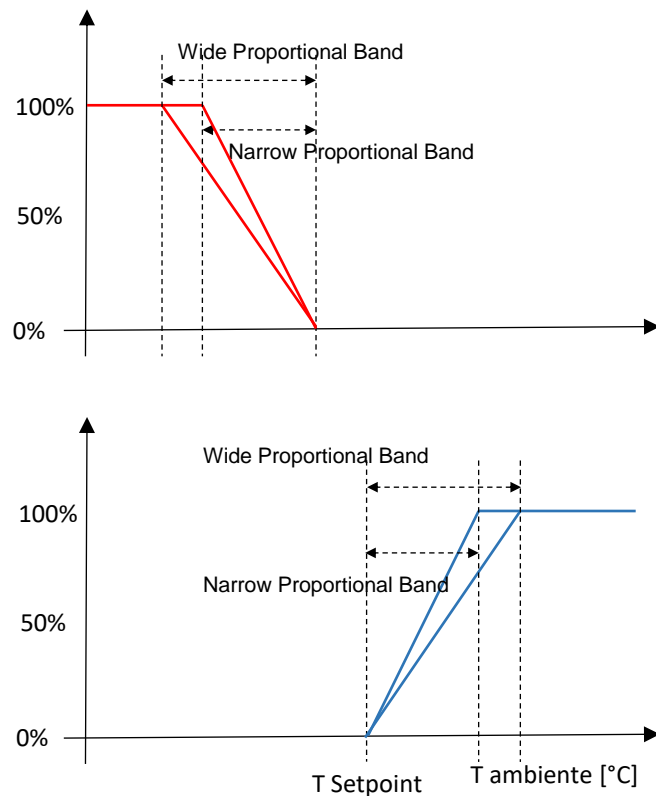 Wide Proportional Band
100%
Narrow Proportional Band
50%
0%
Wide Proportional Band
100%
Narrow Proportional Band
50%
0%
T Setpoint
T ambiente [°C]